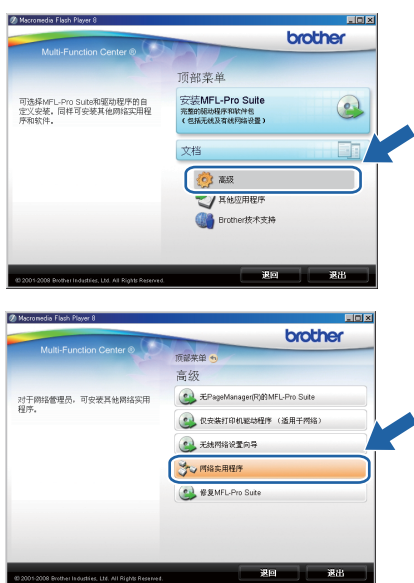 Macromedia Flash Player 8
brother
Multi-Function Center ®
顶部菜单
可选择MFL-Pro Suite和驱动程序的自
定义安装。同样可安装其他网络实用程
序和软件。
安装MFL-Pro Suite
完整的驱动程序和软件包
（包括无线及有线网络设置）
文档
高级
其他应用程序
Brother技术支持
© 2001-2008 Brother Industries, Ltd. All Rights Reserved.
退回
退出
Macromedia Flash Player 8
brother
Multi-Function Center ®
顶部菜单
高级
对于网络管理员，可安装其他网络实用
程序。
无PageManager(R)的MFL-Pro Suite
仅安装打印机驱动程序 （适用于网络）
无线网络设置向导
网络实用程序
修复MFL-Pro Suite
© 2001-2008 Brother Industries, Ltd. All Rights Reserved.
退回
退出